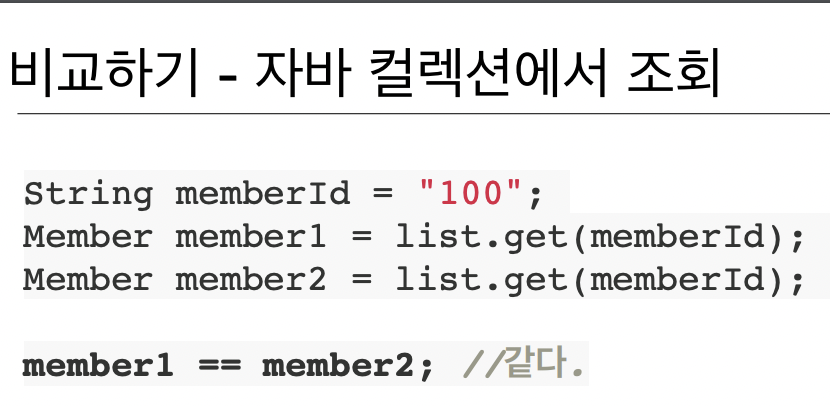 비교하기 - 자바 컬렉션에서 조회
String memberId = "100";
Member member1 = list.get(memberId);
Member member2 = list.get(memberId);
member1 == member2; //같다.